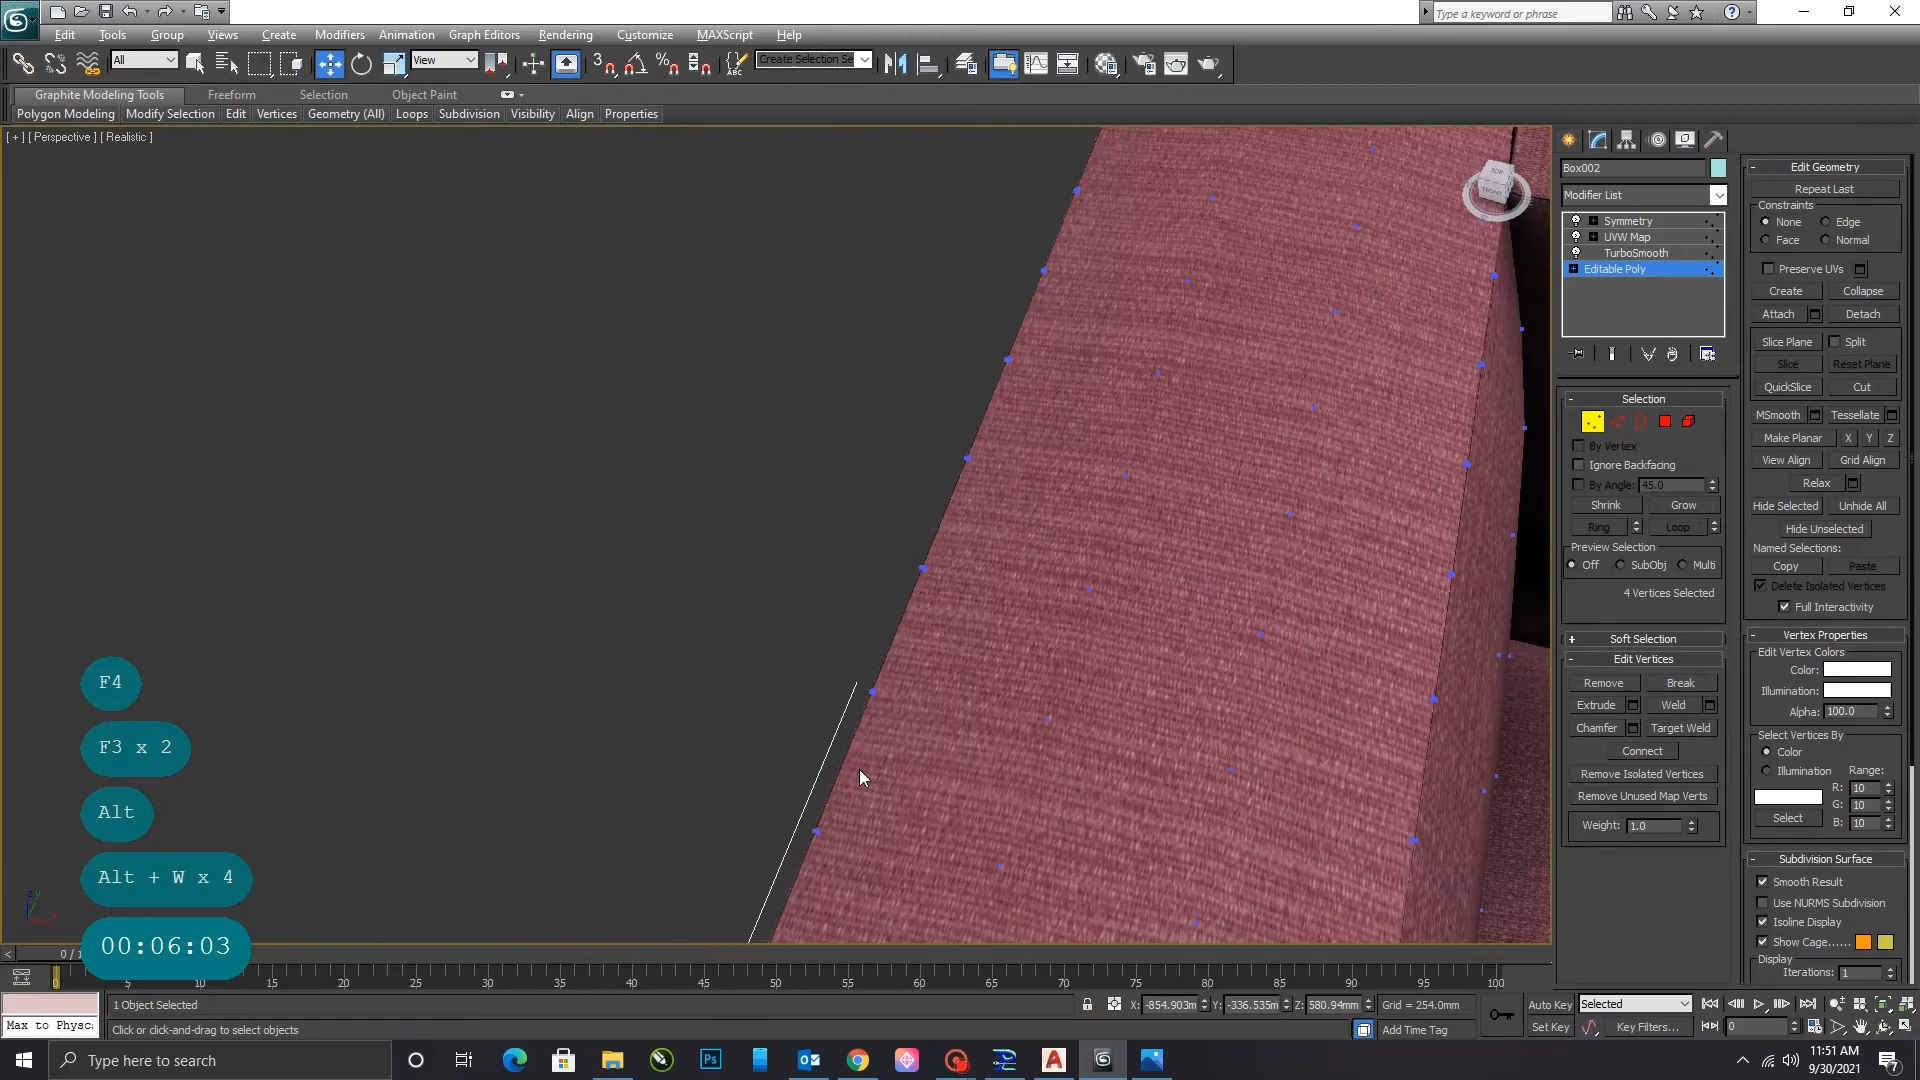 Type a keyword or phrase
Edit Tools Group Views Create Modifiers Animation Graph Editors Rendering Customize MAXScript Help
All View Create Selection Se
Graphite Modeling Tools Freeform Selection Object Paint
Polygon Modeling Modify Selection Edit Vertices Geometry (All) Loops Subdivision Visibility Align Properties
[ + ] [ Perspective ] [ Realistic ]
TOP
FRONT
Box002
Modifier List
Symmetry
UVW Map
TurboSmooth
Editable Poly
Selection
By Vertex
Ignore Backfacing
By Angle: 45.0
Shrink Grow
Ring Loop
Preview Selection
Off SubObj Multi
4 Vertices Selected
Soft Selection
Edit Vertices
Remove Break
Extrude Weld
Chamfer Target Weld
Connect
Remove Isolated Vertices
Remove Unused Map Verts
Weight: 1.0
Edit Geometry
Repeat Last
Constraints
None Edge
Face Normal
Preserve UVs
Create Collapse
Attach Detach
Slice Plane Split
Slice Reset Plane
QuickSlice Cut
MSmooth Tessellate
Make Planar X Y Z
View Align Grid Align
Relax
Hide Selected Unhide All
Hide Unselected
Named Selections:
Copy Paste
Delete Isolated Vertices
Full Interactivity
Vertex Properties
Edit Vertex Colors
Color:
Illumination:
Alpha: 100.0
Select Vertices By
Color
Illumination Range:
R: 10
G: 10
Select B: 10
Subdivision Surface
Smooth Result
Use NURMS Subdivision
Isoline Display
Show Cage......
Display
Iterations: 1
F4
F3 x 2
Alt
Alt + W x 4
00:06:03
0 / 1
0 5 10 15 20 25 30 35 40 45 50 55 60 65 70 75 80 85 90 95 100
1 Object Selected X: -854.903m Y: -336.535m Z: 580.94mm Grid = 254.0mm Auto Key Selected
Max to Physc: Click or click-and-drag to select objects Add Time Tag Set Key Key Filters... 0
Type here to search
11:51 AM
9/30/2021
7